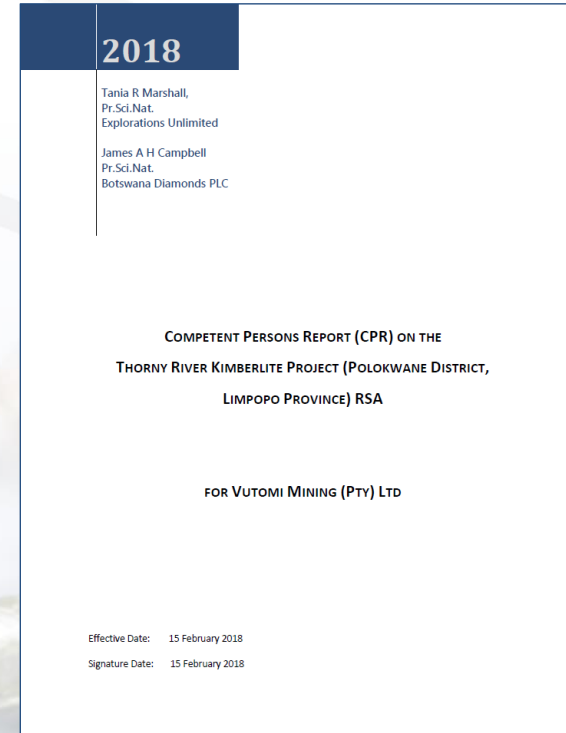 2018
Tania R Marshall,
Pr.Sci.Nat.
Explorations Unlimited
James A H Campbell
Pr.Sci.Nat.
Botswana Diamonds PLC
COMPETENT PERSONS REPORT (CPR) ON THE
THORNY RIVER KIMBERLITE PROJECT (POLOKWANE DISTRICT,
LIMPOPO PROVINCE) RSA
FOR VUTOMI MINING (PTY) LTD
Effective Date: 15 February 2018
Signature Date: 15 February 2018